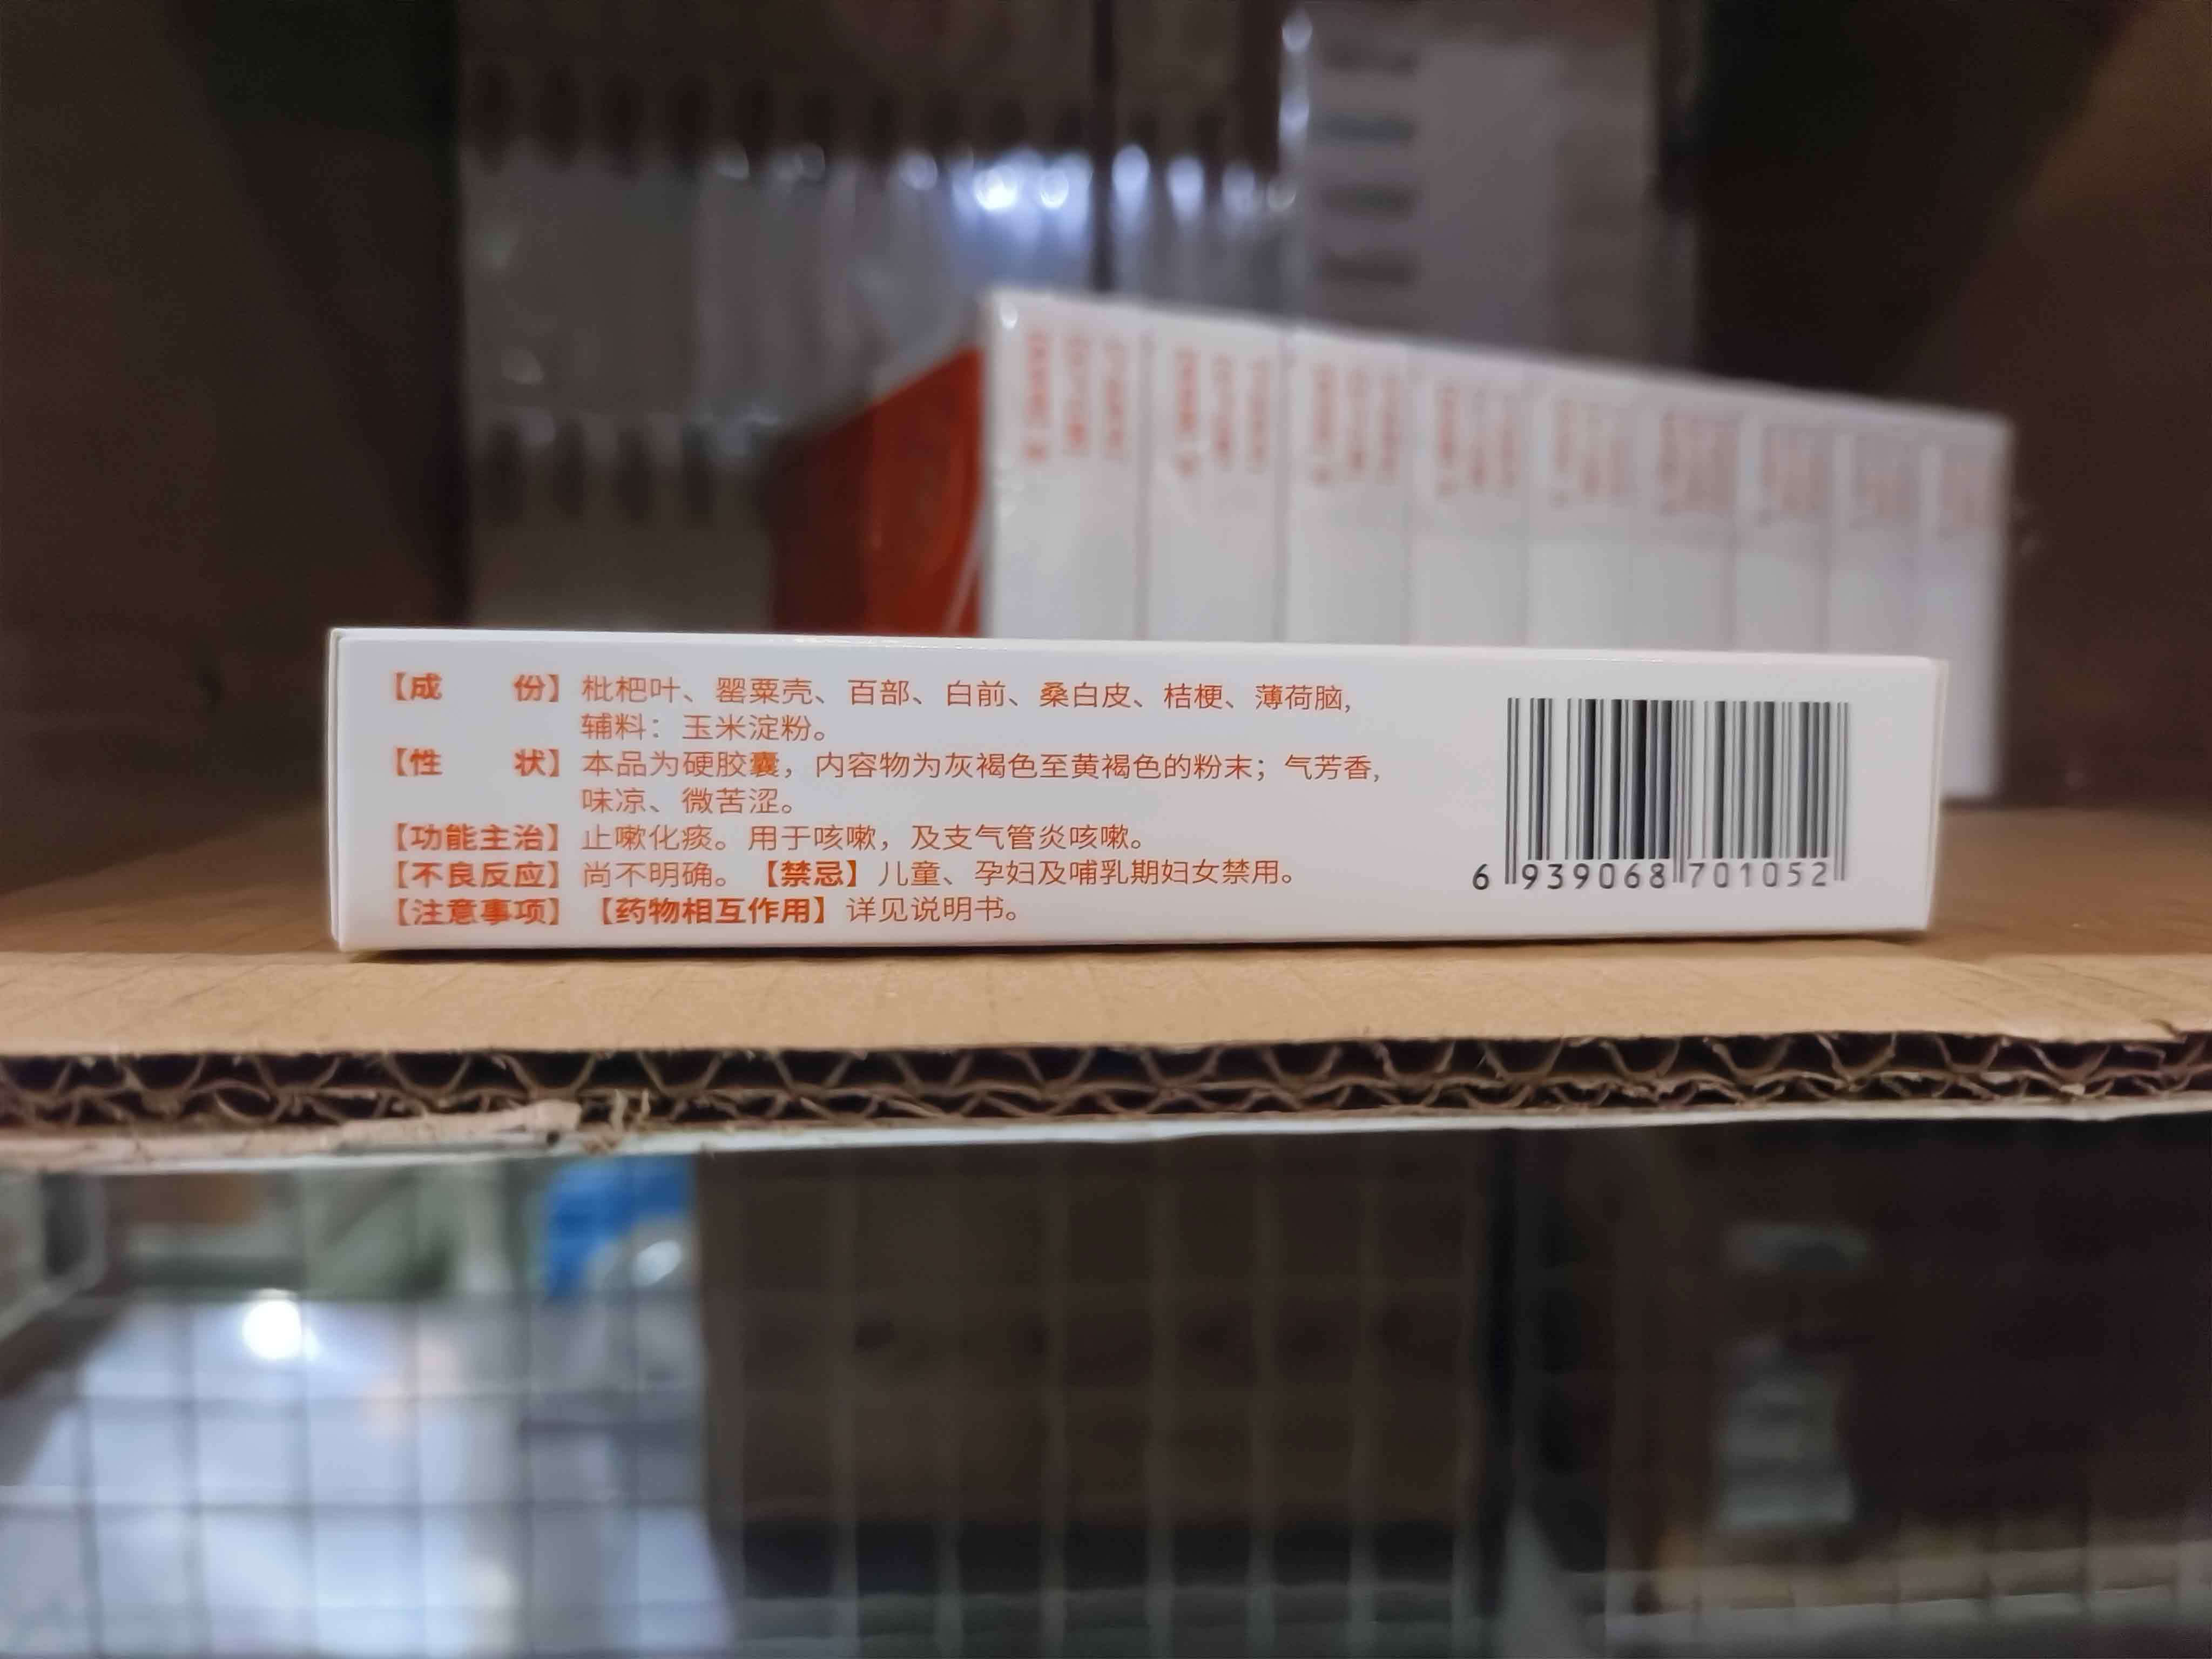 【成　　份】枇杷叶、罂粟壳、百部、白前、桑白皮、桔梗、薄荷脑,
辅料：玉米淀粉。
【性　　状】本品为硬胶囊，内容物为灰褐色至黄褐色的粉末；气芳香,
味凉、微苦涩。
【功能主治】止嗽化痰。用于咳嗽，及支气管炎咳嗽。
【不良反应】尚不明确。【禁忌】儿童、孕妇及哺乳期妇女禁用。
【注意事项】【药物相互作用】详见说明书。
6 939068 701052